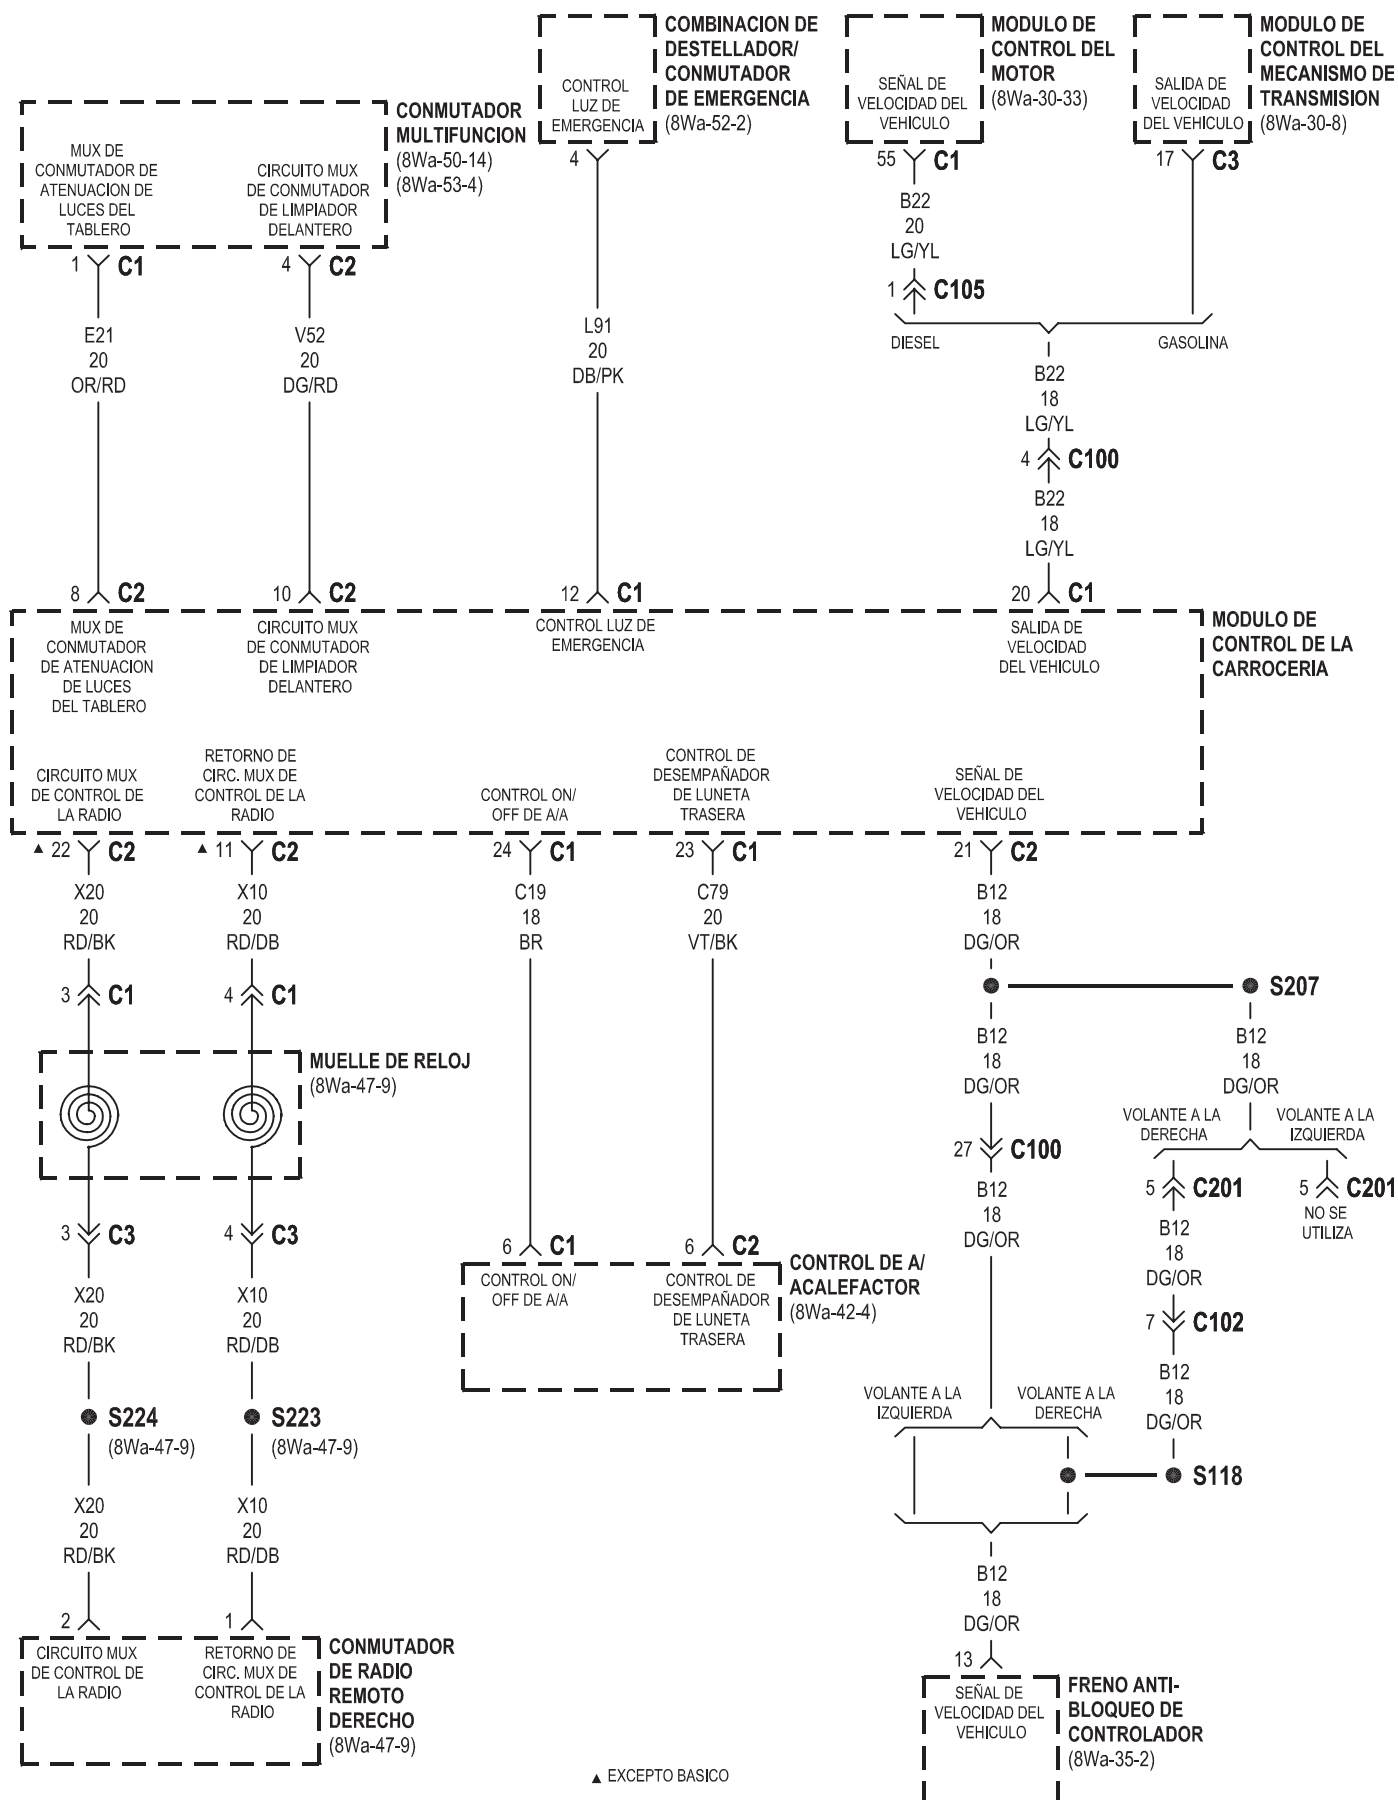 CONMUTADOR
MULTIFUNCION
(8Wa-50-14)
(8Wa-53-4)
MUX DE
CONMUTADOR DE
ATENUACION DE
LUCES DEL
TABLERO
CIRCUITO MUX
DE CONMUTADOR
DE LIMPIADOR
DELANTERO
COMBINACION DE
DESTELLADOR/
CONMUTADOR
DE EMERGENCIA
(8Wa-52-2)
CONTROL
LUZ DE
EMERGENCIA
MODULO DE
CONTROL DEL
MOTOR
(8Wa-30-33)
SEÑAL DE
VELOCIDAD DEL
VEHICULO
MODULO DE
CONTROL DEL
MECANISMO DE
TRANSMISION
(8Wa-30-8)
SALIDA DE
VELOCIDAD
DEL VEHICULO
1 C1
E21
20
OR/RD
8 C2
4 C2
V52
20
DG/RD
10 C2
4
L91
20
DB/PK
12 C1
55 C1
B22
20
LG/YL
1 C105
DIESEL
17 C3
GASOLINA
B22
18
LG/YL
4 C100
B22
18
LG/YL
20 C1
MODULO DE
CONTROL DE LA
CARROCERIA
MUX DE
CONMUTADOR
DE ATENUACION
DE LUCES
DEL TABLERO
CIRCUITO MUX
DE CONMUTADOR
DE LIMPIADOR
DELANTERO
CONTROL LUZ DE
EMERGENCIA
SALIDA DE
VELOCIDAD
DEL VEHICULO
CIRCUITO MUX
DE CONTROL DE
LA RADIO
RETORNO DE
CIRC. MUX DE
CONTROL DE LA
RADIO
CONTROL ON/
OFF DE A/A
CONTROL DE
DESEMPAÑADOR
DE LUNETA
TRASERA
SEÑAL DE
VELOCIDAD DEL
VEHICULO
▲ 22 C2
X20
20
RD/BK
3 C1
▲ 11 C2
X10
20
RD/DB
4 C1
MUELLE DE RELOJ
(8Wa-47-9)
3 C3
X20
20
RD/BK
S224
(8Wa-47-9)
X20
20
RD/BK
2
4 C3
X10
20
RD/DB
S223
(8Wa-47-9)
X10
20
RD/DB
1
CIRCUITO MUX
DE CONTROL DE
LA RADIO
RETORNO DE
CIRC. MUX DE
CONTROL DE LA
RADIO
CONMUTADOR
DE RADIO
REMOTO
DERECHO
(8Wa-47-9)
24 C1
C19
18
BR
6 C1
23 C1
C79
20
VT/BK
6 C2
CONTROL ON/
OFF DE A/A
CONTROL DE
DESEMPAÑADOR
DE LUNETA
TRASERA
CONTROL DE A/
ACALEFACTOR
(8Wa-42-4)
21 C2
B12
18
DG/OR
S207
B12
18
DG/OR
27 C100
B12
18
DG/OR
B12
18
DG/OR
VOLANTE A LA
DERECHA
VOLANTE A LA
IZQUIERDA
5 C201
5 C201
NO SE
UTILIZA
B12
18
DG/OR
7 C102
B12
18
DG/OR
S118
VOLANTE A LA
IZQUIERDA
VOLANTE A LA
DERECHA
B12
18
DG/OR
13
SEÑAL DE
VELOCIDAD DEL
VEHICULO
FRENO ANTI-
BLOQUEO DE
CONTROLADOR
(8Wa-35-2)
▲ EXCEPTO BASICO